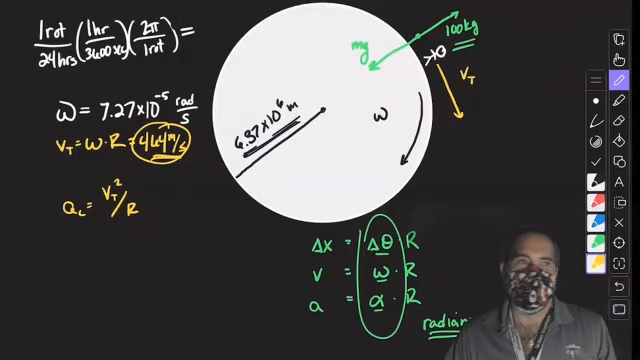 1rot/24hrs (1hr/3600sec)(2π/1rot) =
ω = 7.27×10⁻⁵ rad/s
V_T = ω·R = 464 m/s
a_c = V_T²/R
6.37×10⁶ m
ω
mg
100kg
V_T
Δx = Δθ·R
v = ω·R
a = α·R